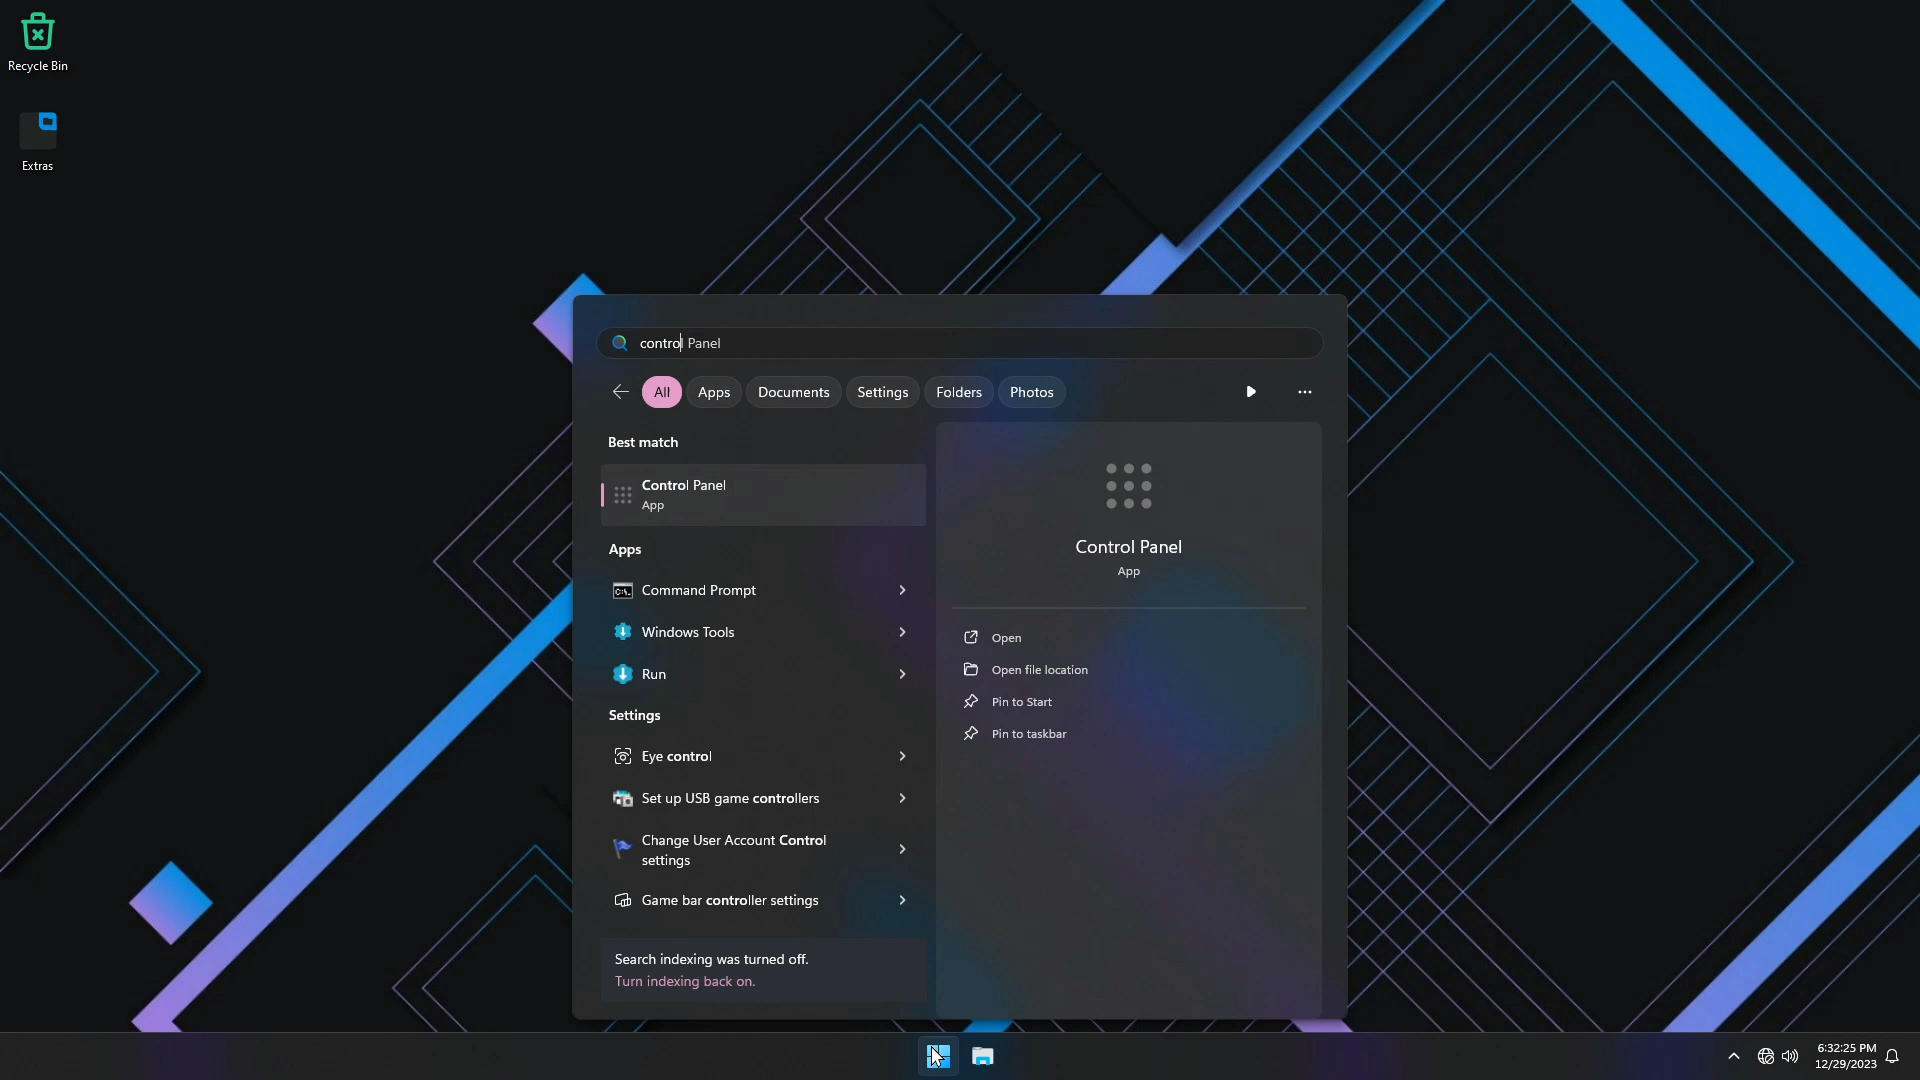 Recycle Bin
Extras
control Panel
All
Apps
Documents
Settings
Folders
Photos
Best match
Control Panel
App
Apps
Command Prompt
Windows Tools
Run
Settings
Eye control
Set up USB game controllers
Change User Account Control
settings
Game bar controller settings
Search indexing was turned off.
Turn indexing back on.
Control Panel
App
Open
Open file location
Pin to Start
Pin to taskbar
6:32:25 PM
12/29/2023